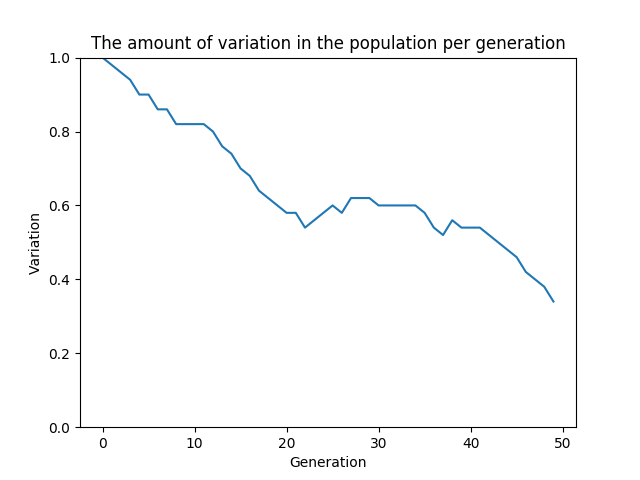 The amount of variation in the population per generation
1.0
0.8
0.6
0.4
0.2
0.0
Variation
0 10 20 30 40 50
Generation